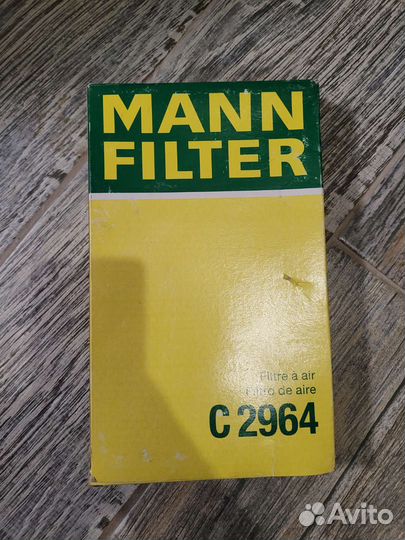 MANN
FILTER
Filtre a air
Filtro de aire
C 2964
Avito